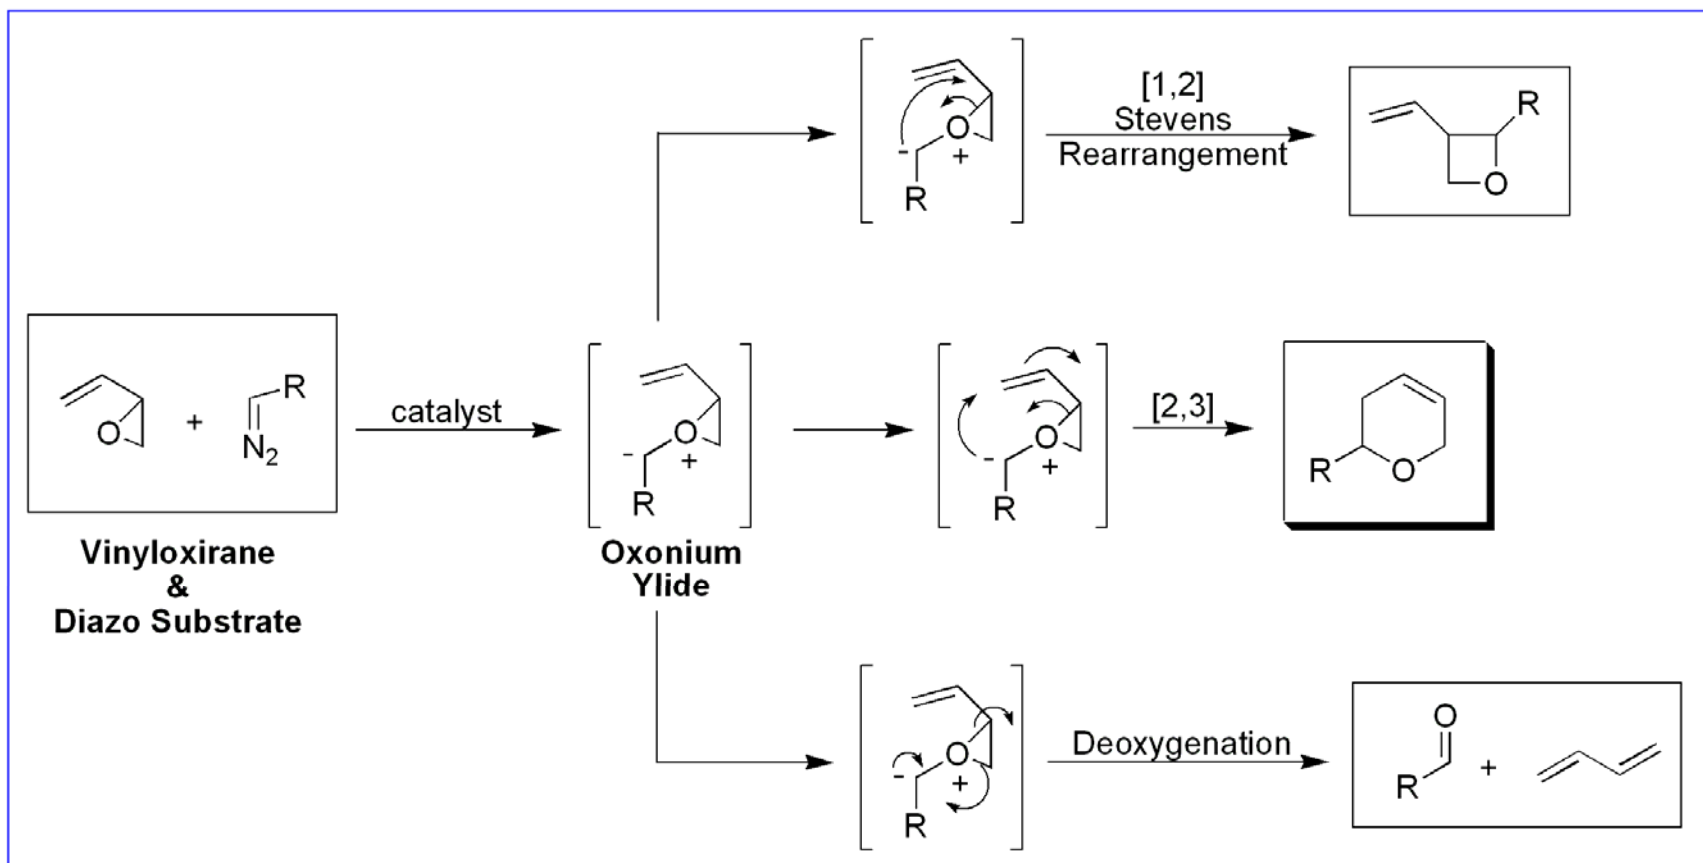 [1,2]
Stevens
Rearrangement
R
O
+
-
R
R
O
O
+
R
N2
catalyst
O
-
+
R
O
-
+
R
[2,3]
R
O
Vinyloxirane
&
Diazo Substrate
Oxonium
Ylide
O
-
+
R
Deoxygenation
O
R
+